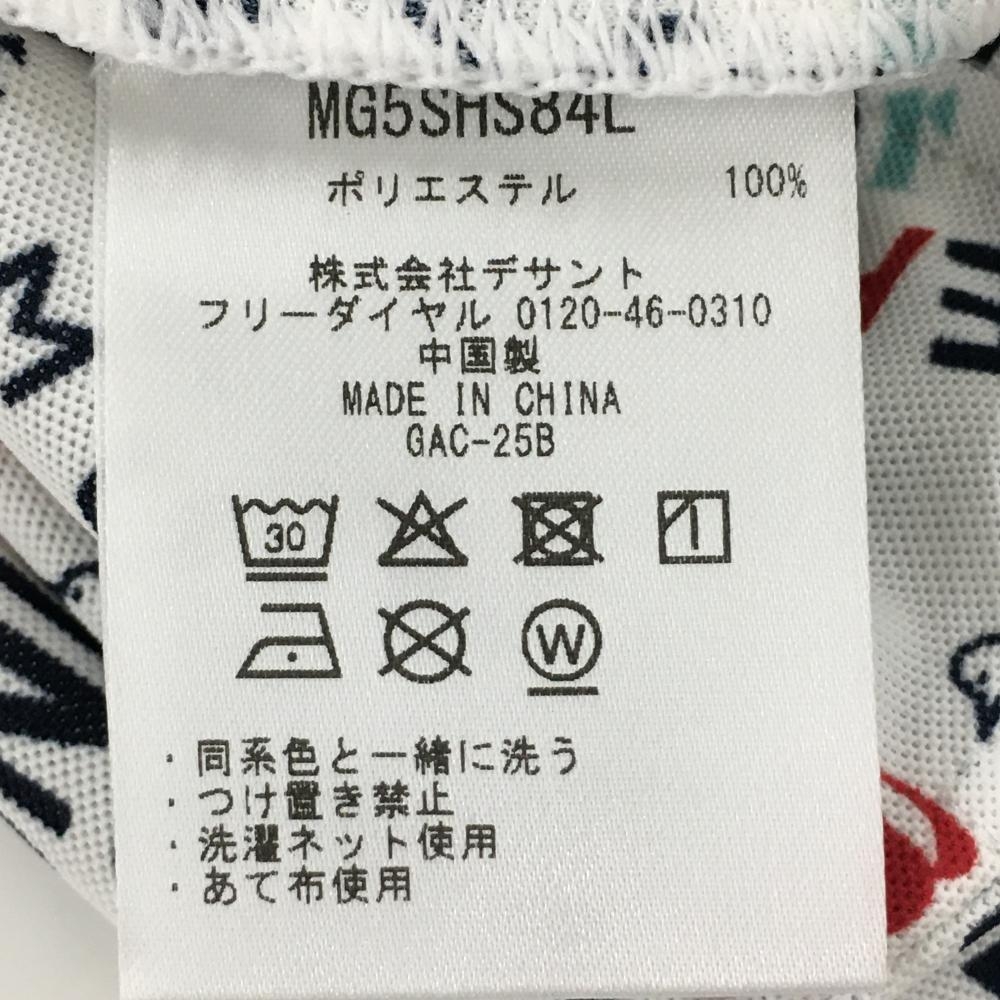 MG5SHS84L
ポリエステル 100%
株式会社デサント
フリーダイヤル 0120-46-0310
中国製
MADE IN CHINA
GAC-25B
30
W
・同系色と一緒に洗う
・つけ置き禁止
・洗濯ネット使用
・あて布使用